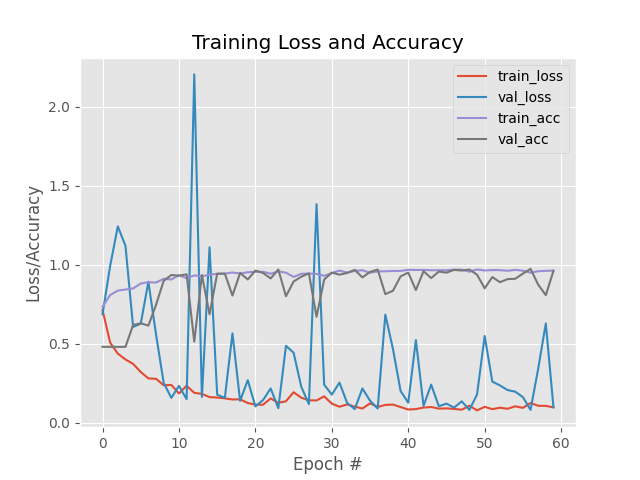 Training Loss and Accuracy
train_loss
val_loss
train_acc
val_acc
Loss/Accuracy
2.0
1.5
1.0
0.5
0.0
0 10 20 30 40 50 60
Epoch #